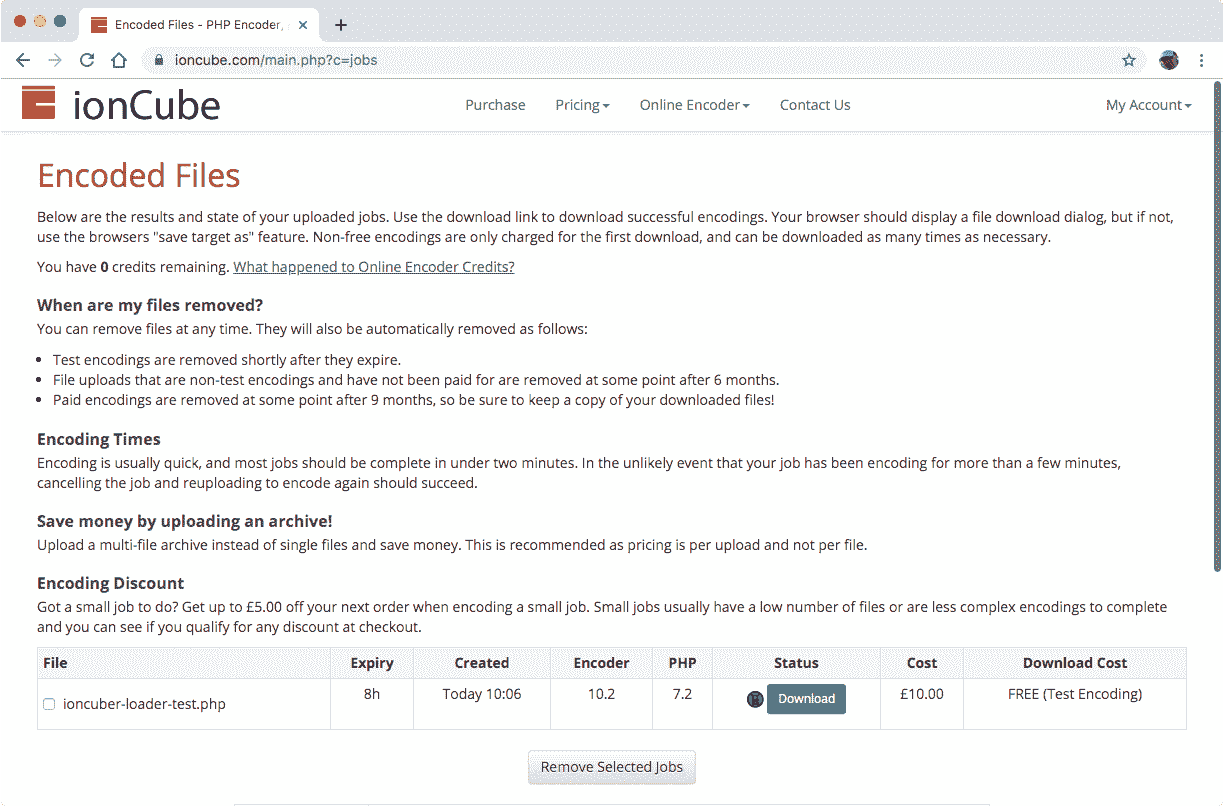 Encoded Files - PHP Encoder,
ioncube.com/main.php?c=jobs
ionCube
Purchase
Pricing
Online Encoder
Contact Us
My Account
Encoded Files
Below are the results and state of your uploaded jobs. Use the download link to download successful encodings. Your browser should display a file download dialog, but if not,
use the browsers "save target as" feature. Non-free encodings are only charged for the first download, and can be downloaded as many times as necessary.
You have 0 credits remaining. What happened to Online Encoder Credits?
When are my files removed?
You can remove files at any time. They will also be automatically removed as follows:
• Test encodings are removed shortly after they expire.
• File uploads that are non-test encodings and have not been paid for are removed at some point after 6 months.
• Paid encodings are removed at some point after 9 months, so be sure to keep a copy of your downloaded files!
Encoding Times
Encoding is usually quick, and most jobs should be complete in under two minutes. In the unlikely event that your job has been encoding for more than a few minutes,
cancelling the job and reuploading to encode again should succeed.
Save money by uploading an archive!
Upload a multi-file archive instead of single files and save money. This is recommended as pricing is per upload and not per file.
Encoding Discount
Got a small job to do? Get up to £5.00 off your next order when encoding a small job. Small jobs usually have a low number of files or are less complex encodings to complete
and you can see if you qualify for any discount at checkout.
File Expiry Created Encoder PHP Status Cost Download Cost
ioncuber-loader-test.php 8h Today 10:06 10.2 7.2 Download £10.00 FREE (Test Encoding)
Remove Selected Jobs